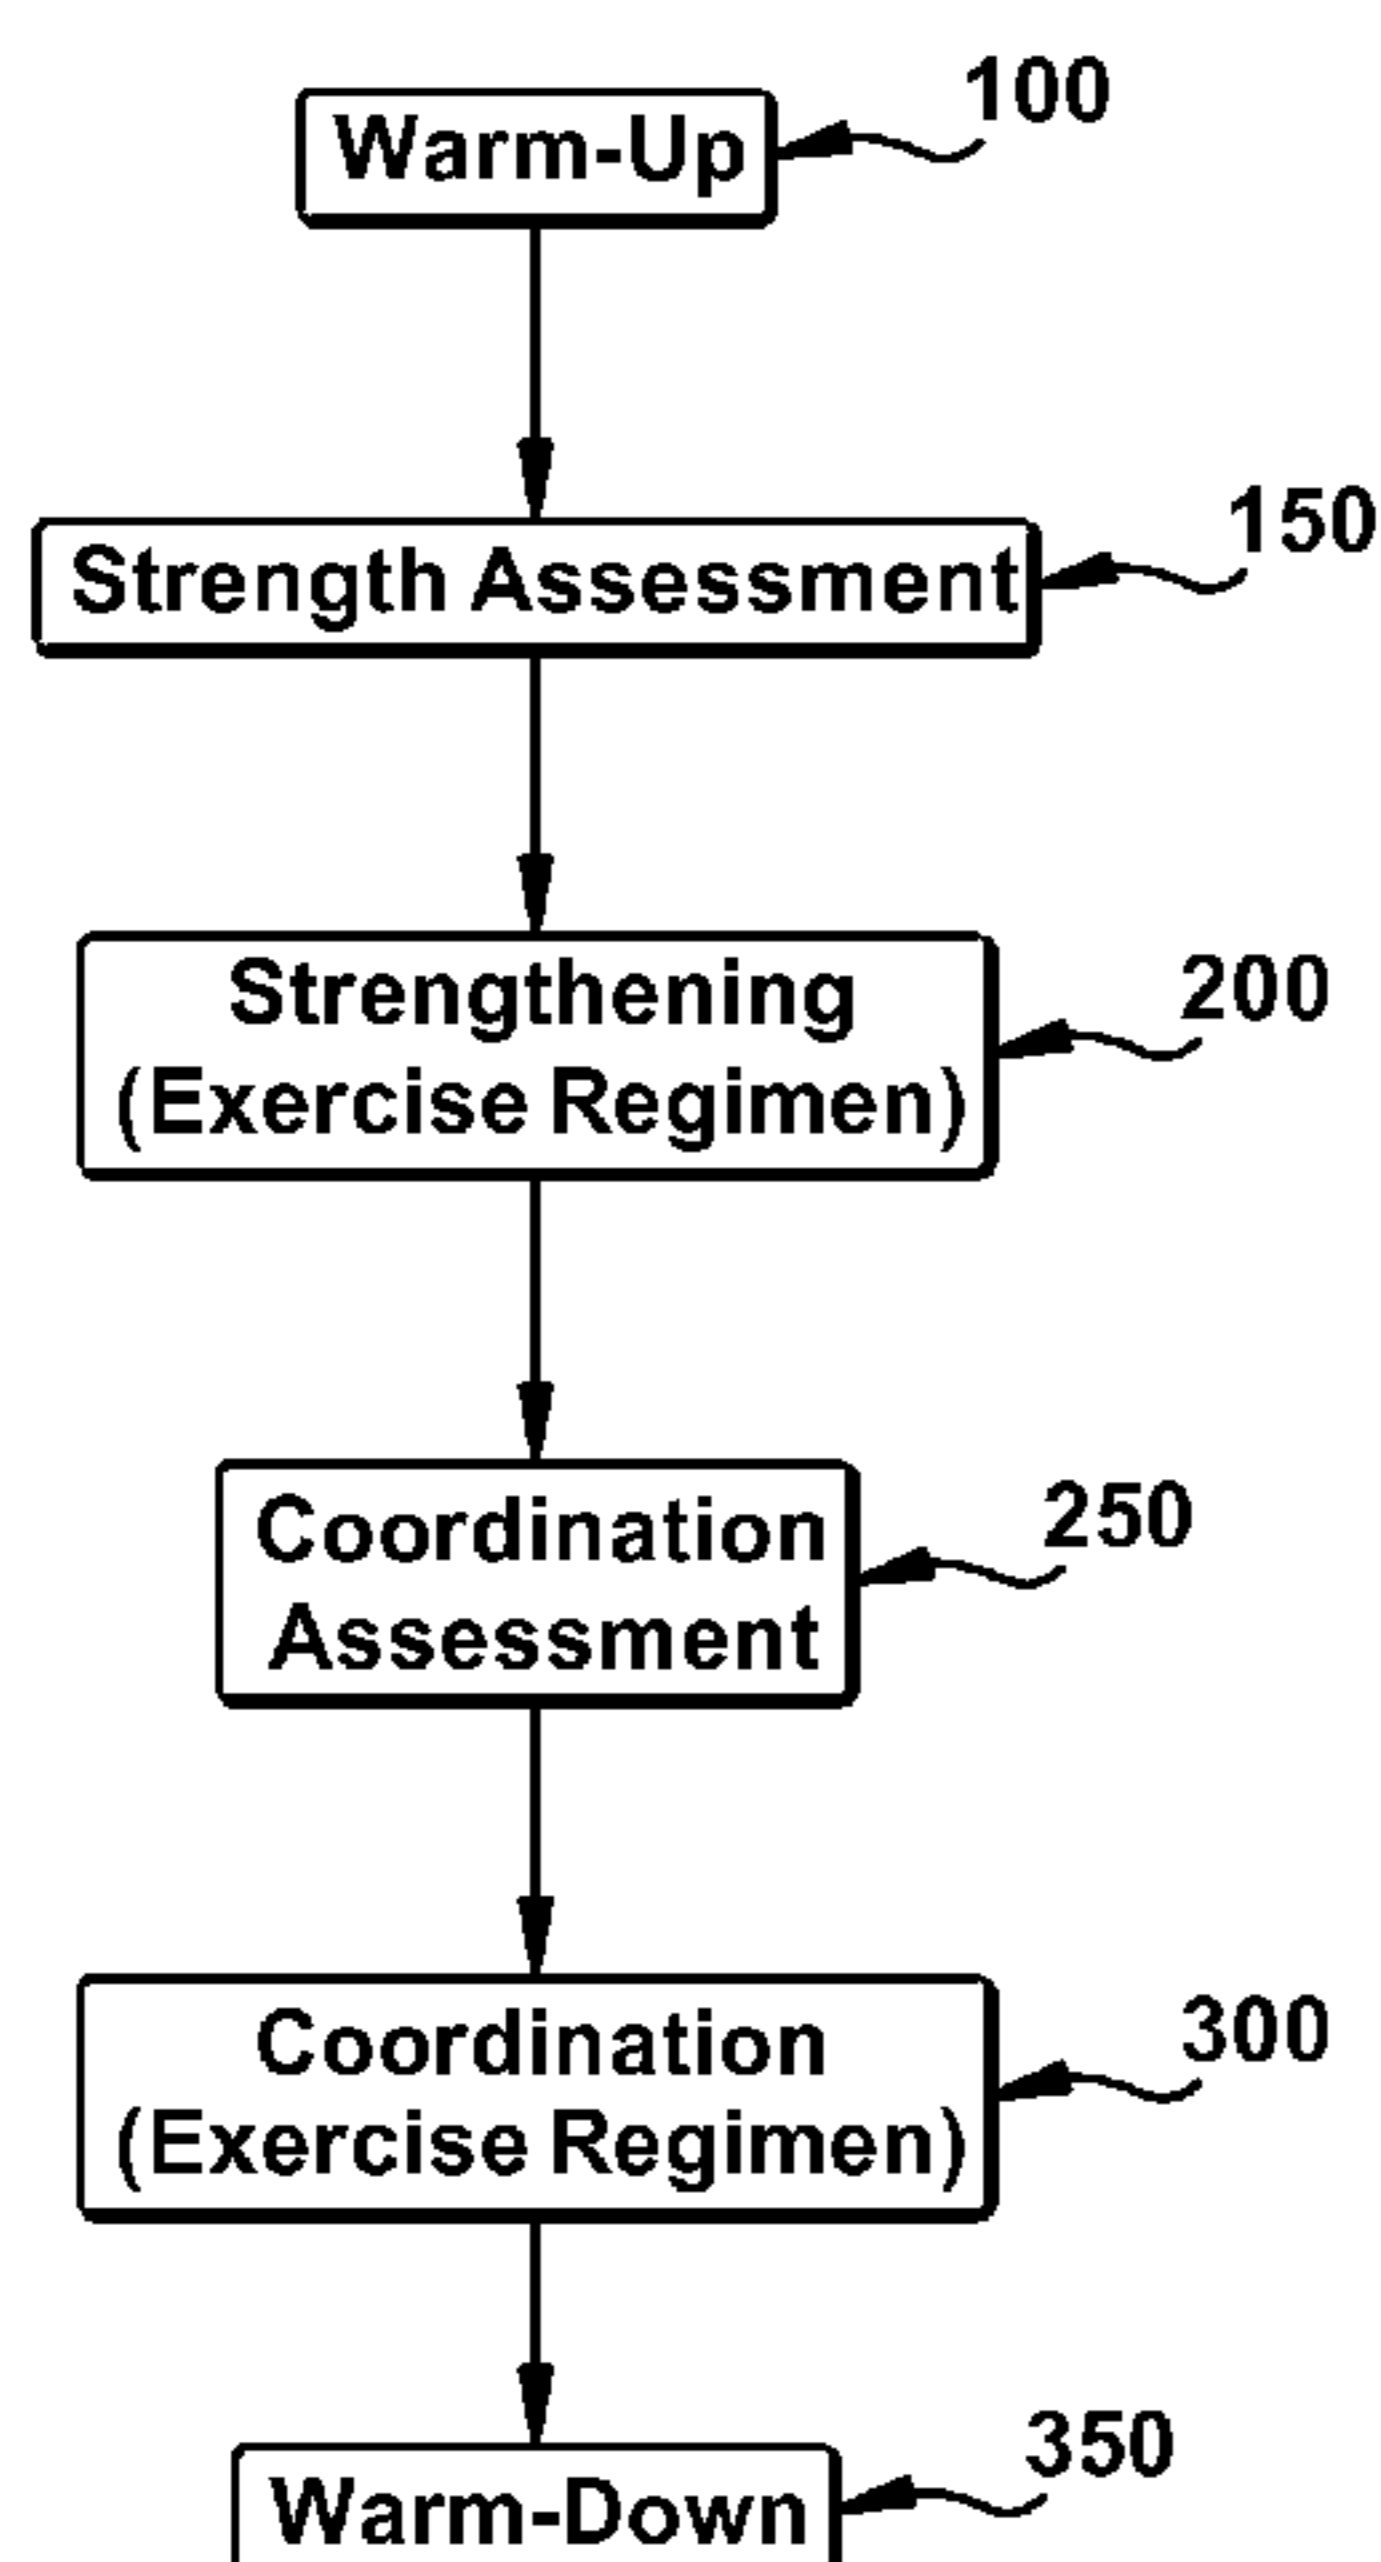 100
Warm-Up
150
Strength Assessment
200
Strengthening
(Exercise Regimen)
250
Coordination
Assessment
300
Coordination
(Exercise Regimen)
350
Warm-Down